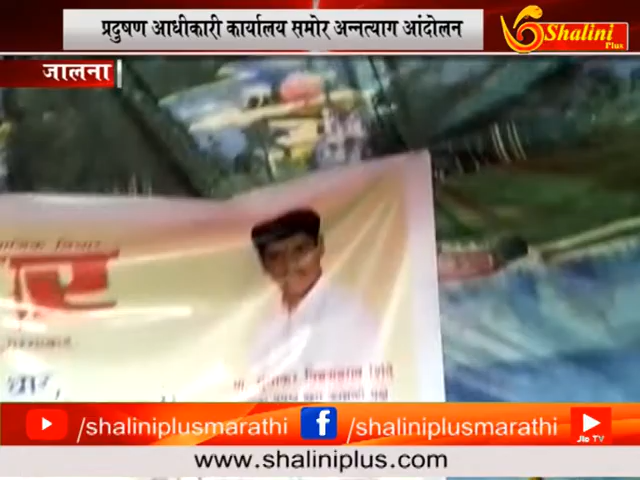 प्रदुषण आधीकारी कार्यालय समोर अन्नत्याग आंदोलन
Shalini
Plus
जालना
धार,
/shaliniplusmarathi
/shaliniplusmarathi
Jio TV
www.shaliniplus.com